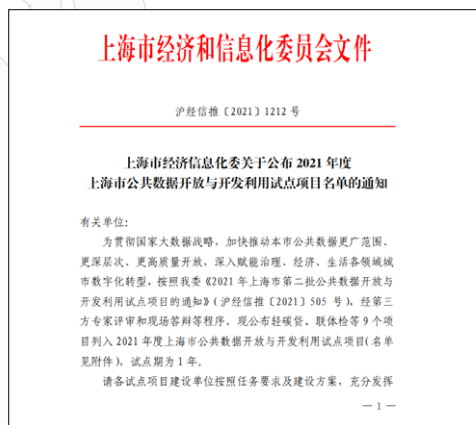 上海市经济和信息化委员会文件
沪经信推〔2021〕1212 号
上海市经济信息化委关于公布 2021 年度
上海市公共数据开放与开发利用试点项目名单的通知
有关单位：
为贯彻国家大数据战略，加快推动本市公共数据更广范围、
更深层次、更高质量开放，深入赋能治理、经济、生活各领域城
市数字化转型，按照我委《2021 年上海市第二批公共数据开放与
开发利用试点项目的通知》(沪经信推〔2021〕505 号)，经第三
方专家评审和现场答辩等程序，现公布轻碳贷、联体检等 9 个项
目列入 2021 年度上海市公共数据开放与开发利用试点项目(名单
见附件)，试点期为 1 年。
请各试点项目建设单位按照任务要求及建设方案，充分发挥
— 1 —